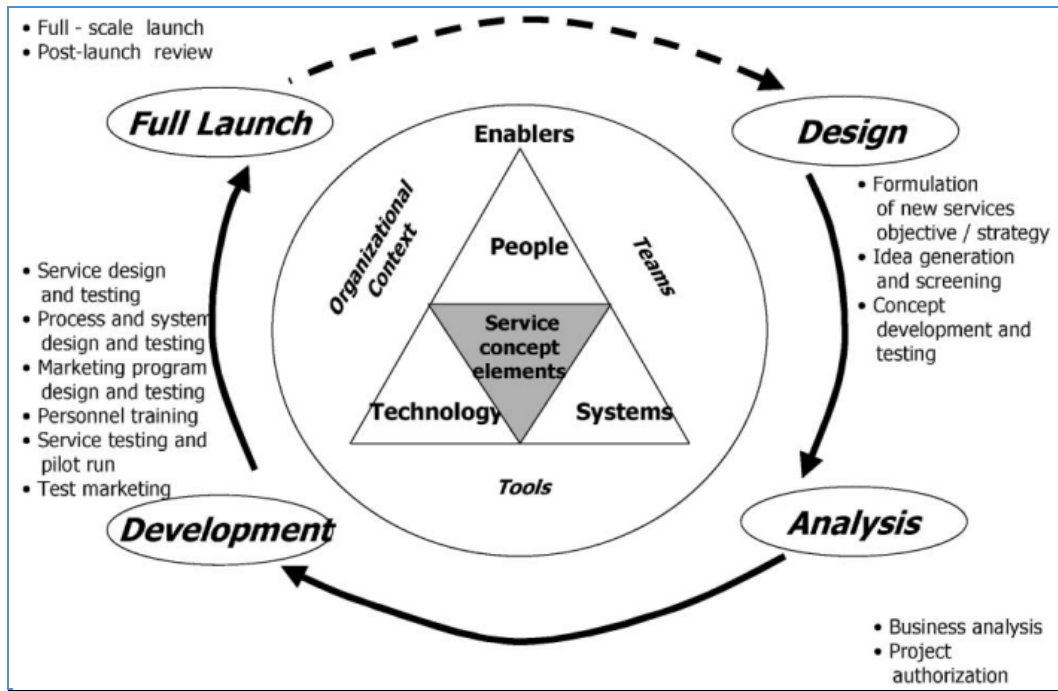 • Full - scale launch
• Post-launch review
Full Launch
Design
Enablers
Organizational
Context
People
Teams
Service
concept
elements
Technology
Systems
Tools
• Formulation
of new services
objective / strategy
• Idea generation
and screening
• Concept
development and
testing
• Service design
and testing
• Process and system
design and testing
• Marketing program
design and testing
• Personnel training
• Service testing and
pilot run
• Test marketing
Development
Analysis
• Business analysis
• Project
authorization